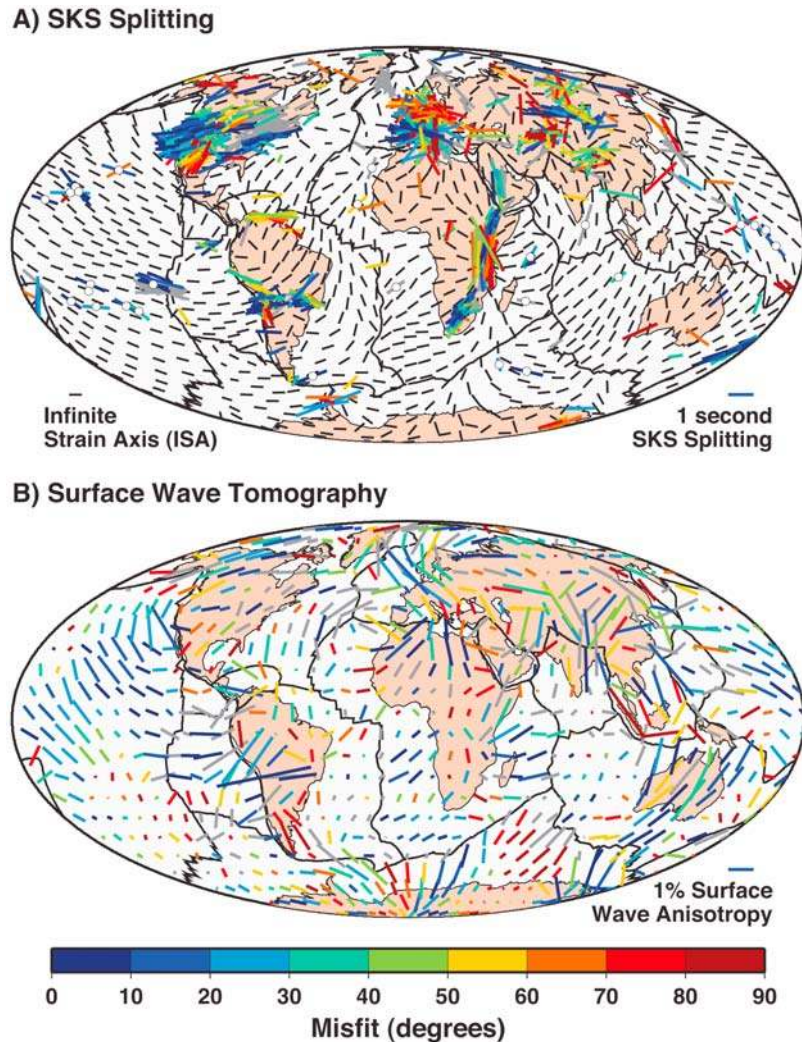 A) SKS Splitting
Infinite
Strain Axis (ISA)
1 second
SKS Splitting
B) Surface Wave Tomography
1% Surface
Wave Anisotropy
0 10 20 30 40 50 60 70 80 90
Misfit (degrees)